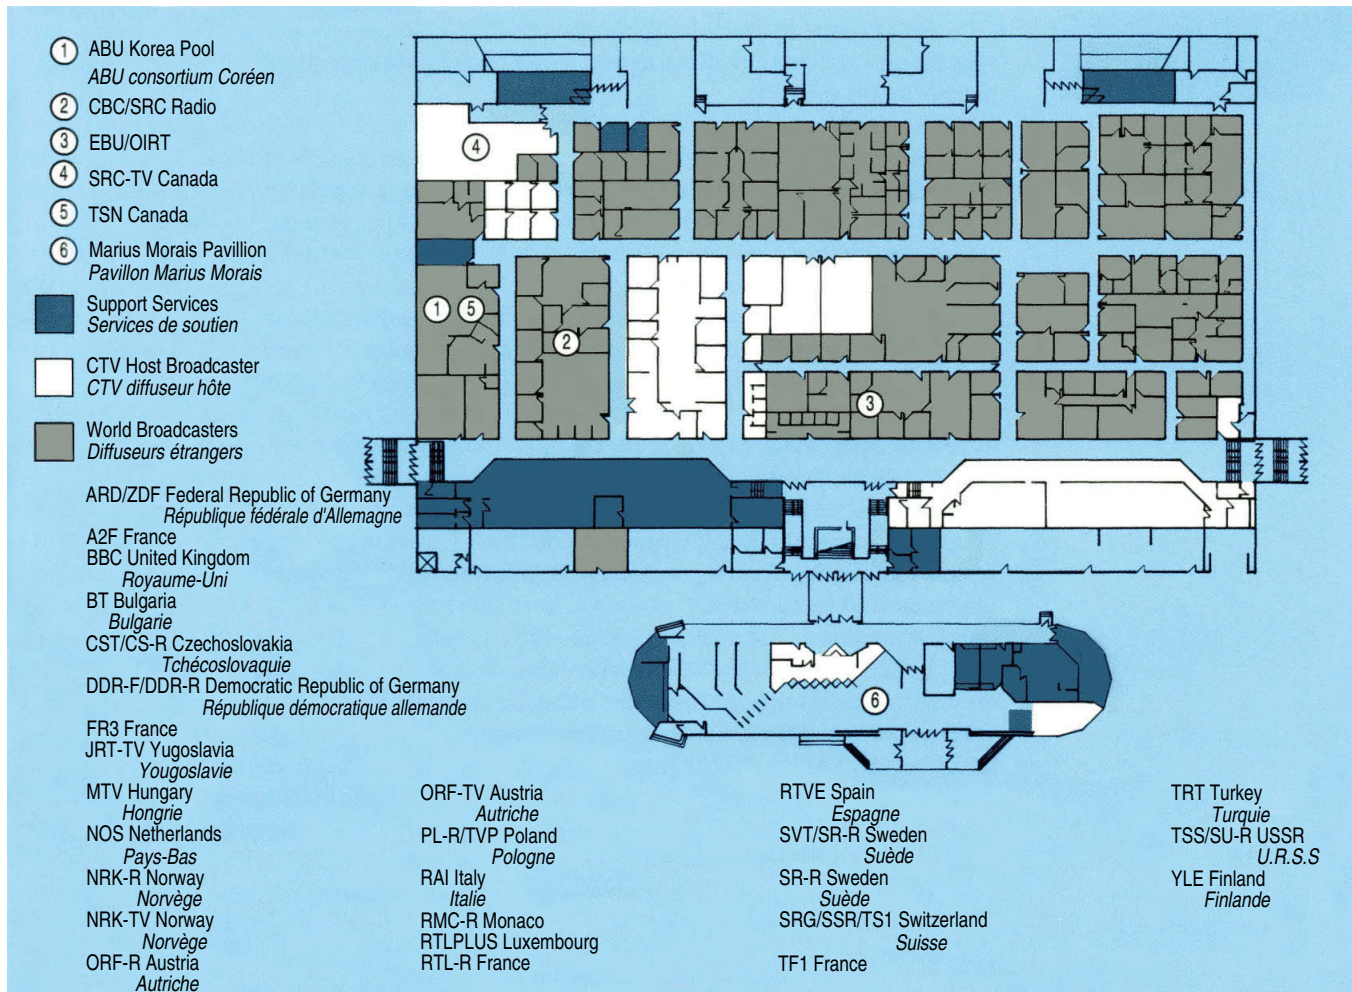 1 ABU Korea Pool
ABU consortium Coréen
2 CBC/SRC Radio
3 EBU/OIRT
4 SRC-TV Canada
5 TSN Canada
6 Marius Morais Pavillion
Pavillon Marius Morais
Support Services
Services de soutien
CTV Host Broadcaster
CTV diffuseur hôte
World Broadcasters
Diffuseurs étrangers
4
1 5
2
3
6
ARD/ZDF Federal Republic of Germany
République fédérale d'Allemagne
A2F France
BBC United Kingdom
Royaume-Uni
BT Bulgaria
Bulgarie
CST/CS-R Czechoslovakia
Tchécoslovaquie
DDR-F/DDR-R Democratic Republic of Germany
République démocratique allemande
FR3 France
JRT-TV Yugoslavia
Yougoslavie
MTV Hungary
Hongrie
NOS Netherlands
Pays-Bas
NRK-R Norway
Norvège
NRK-TV Norway
Norvège
ORF-R Austria
Autriche
ORF-TV Austria
Autriche
PL-R/TVP Poland
Pologne
RAI Italy
Italie
RMC-R Monaco
RTLPLUS Luxembourg
RTL-R France
RTVE Spain
Espagne
SVT/SR-R Sweden
Suède
SR-R Sweden
Suède
SRG/SSR/TS1 Switzerland
Suisse
TF1 France
TRT Turkey
Turquie
TSS/SU-R USSR
U.R.S.S
YLE Finland
Finlande